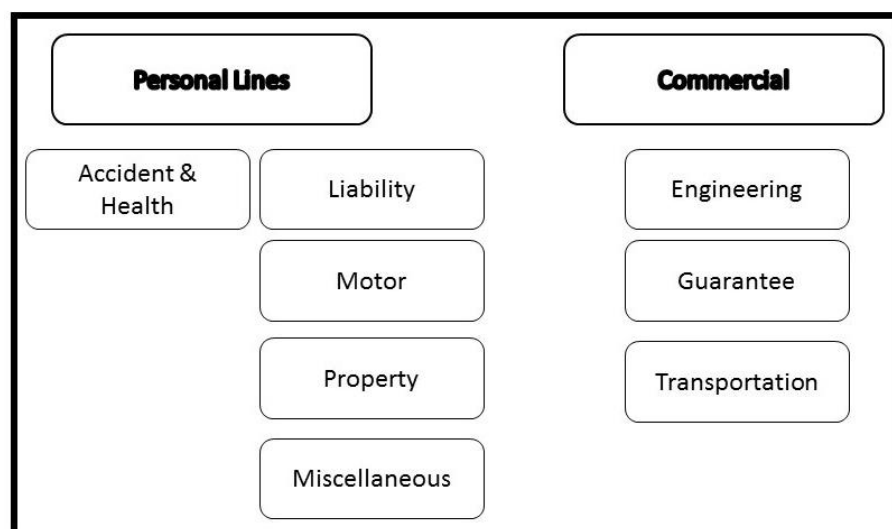 Personal Lines
Commercial
Accident &
Health
Liability
Engineering
Motor
Guarantee
Property
Transportation
Miscellaneous